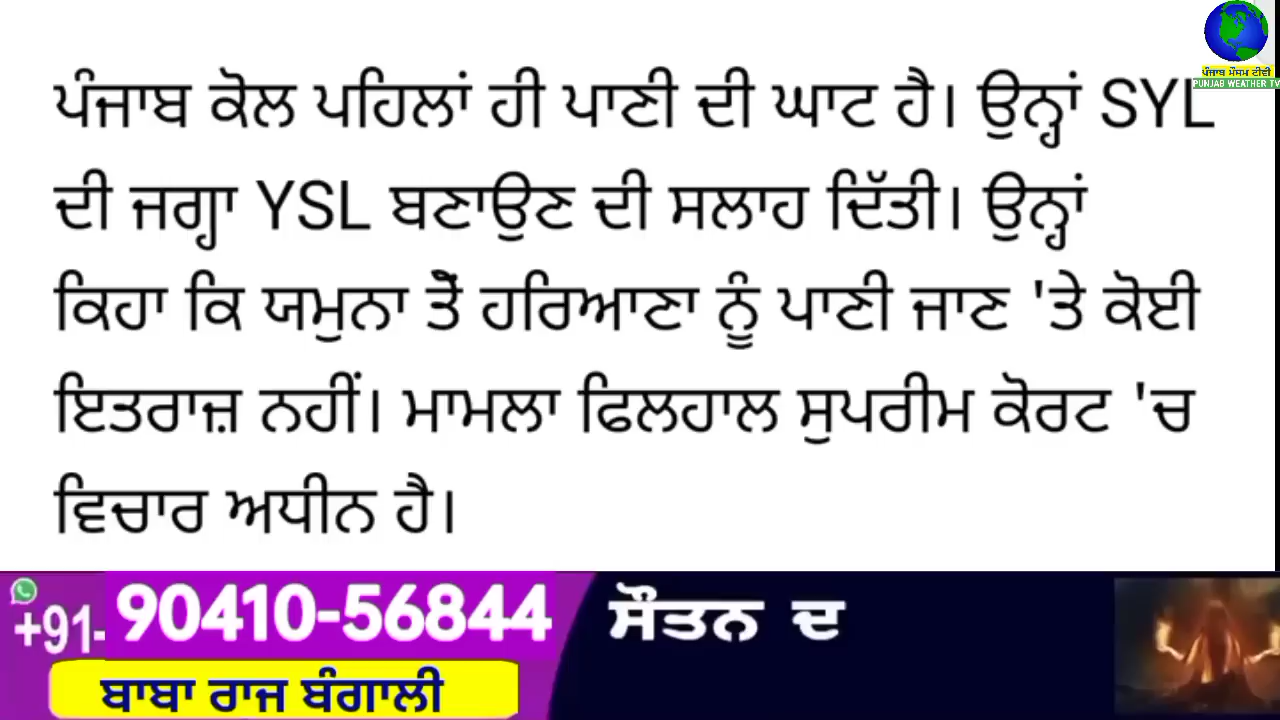 ਪੰਜਾਬ ਮੌਸਮ ਟੀਵੀ
PUNJAB WEATHER TV
ਪੰਜਾਬ ਕੋਲ ਪਹਿਲਾਂ ਹੀ ਪਾਣੀ ਦੀ ਘਾਟ ਹੈ। ਉਨ੍ਹਾਂ SYL
ਦੀ ਜਗ੍ਹਾ YSL ਬਣਾਉਣ ਦੀ ਸਲਾਹ ਦਿੱਤੀ। ਉਨ੍ਹਾਂ
ਕਿਹਾ ਕਿ ਯਮੁਨਾ ਤੋਂ ਹਰਿਆਣਾ ਨੂੰ ਪਾਣੀ ਜਾਣ 'ਤੇ ਕੋਈ
ਇਤਰਾਜ਼ ਨਹੀਂ। ਮਾਮਲਾ ਫਿਲਹਾਲ ਸੁਪਰੀਮ ਕੋਰਟ 'ਚ
ਵਿਚਾਰ ਅਧੀਨ ਹੈ।
+91- 90410-56844
ਬਾਬਾ ਰਾਜ ਬੰਗਾਲੀ
ਸੌਤਨ ਦ